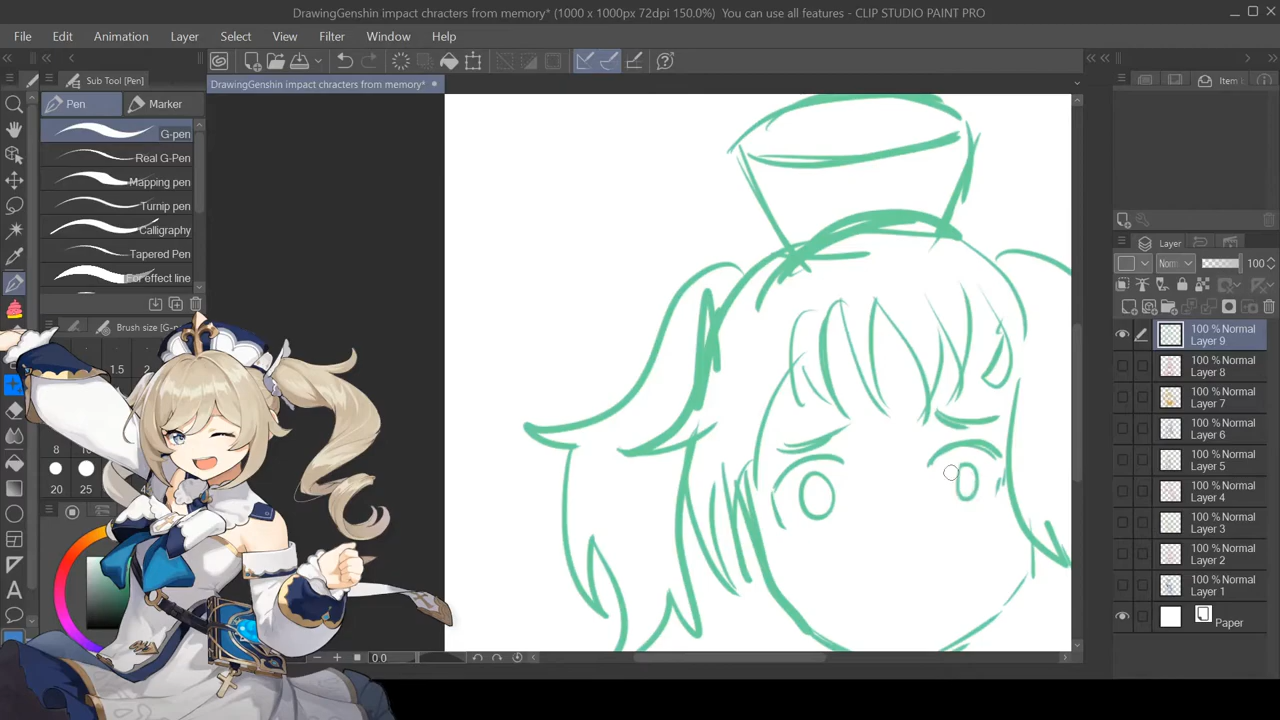 DrawingGenshin impact chracters from memory* (1000 x 1000px 72dpi 150.0%)  You can use all features - CLIP STUDIO PAINT PRO
File Edit Animation Layer Select View Filter Window Help
Sub Tool [Pen]
DrawingGenshin impact chracters from memory*
Item
Pen Marker
G-pen
Real G-Pen
Mapping pen
Turnip pen
Calligraphy
Tapered Pen
For effect line
Layer
Norm 100
Brush size [G-
1.5 2
8
20 25
100 % Normal
Layer 9
100 % Normal
Layer 8
100 % Normal
Layer 7
100 % Normal
Layer 6
100 % Normal
Layer 5
100 % Normal
Layer 4
100 % Normal
Layer 3
100 % Normal
Layer 2
100 % Normal
Layer 1
Paper
0 0